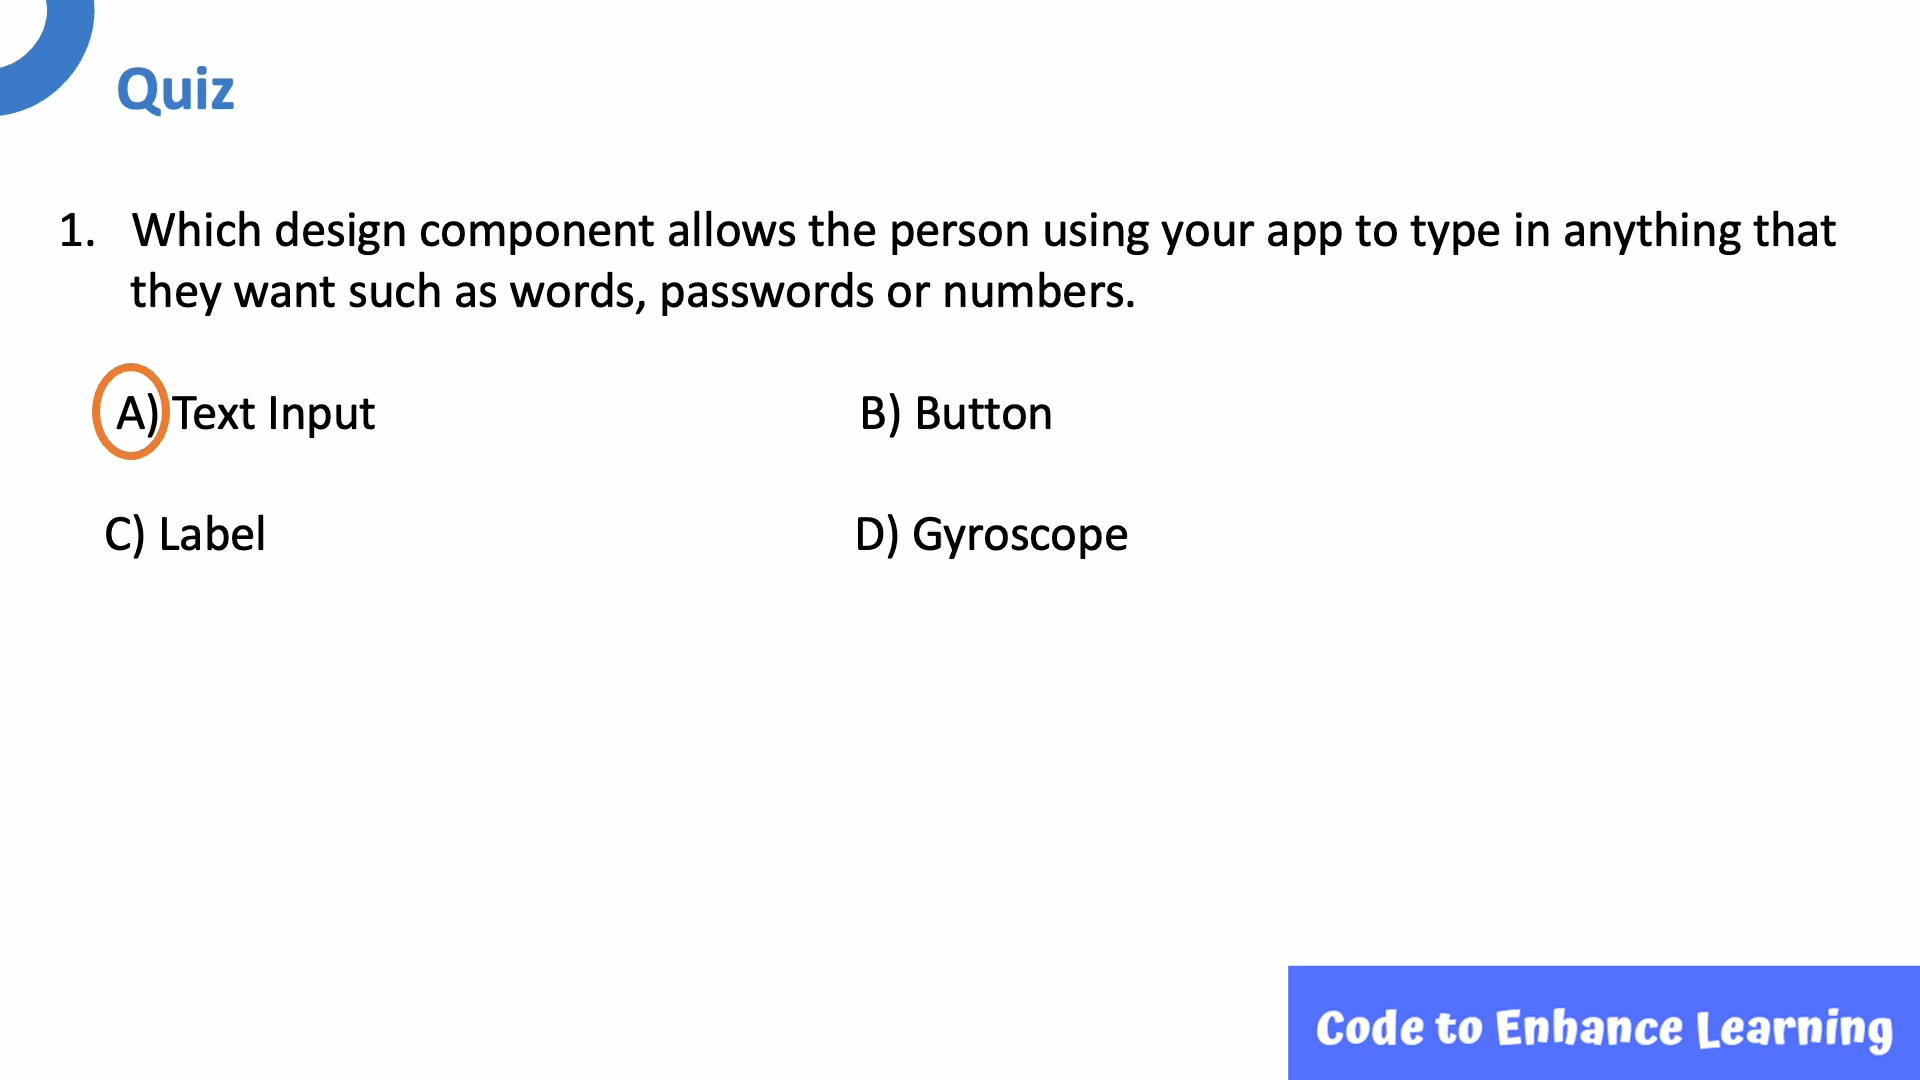 Quiz
1. Which design component allows the person using your app to type in anything that
they want such as words, passwords or numbers.
A) Text Input
B) Button
C) Label
D) Gyroscope
Code to Enhance Learning